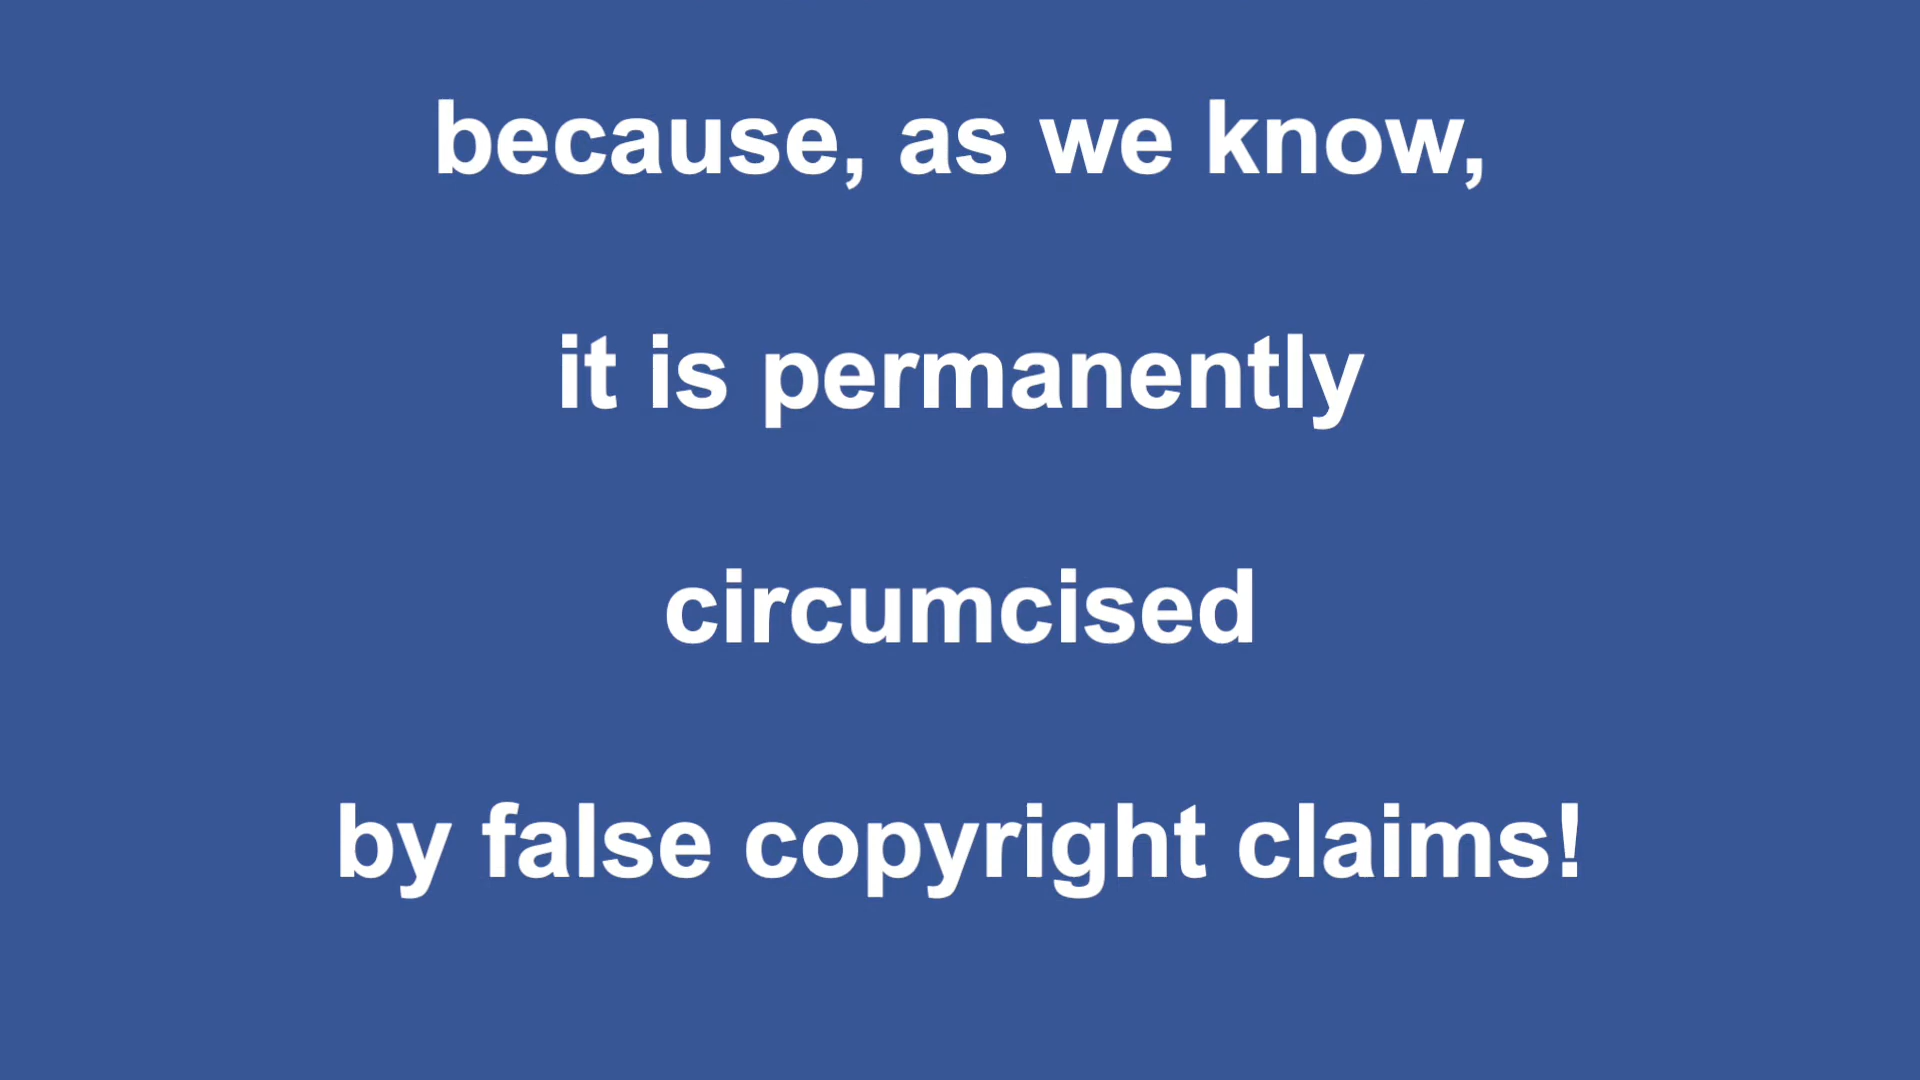 because, as we know,
it is permanently
circumcised
by false copyright claims!